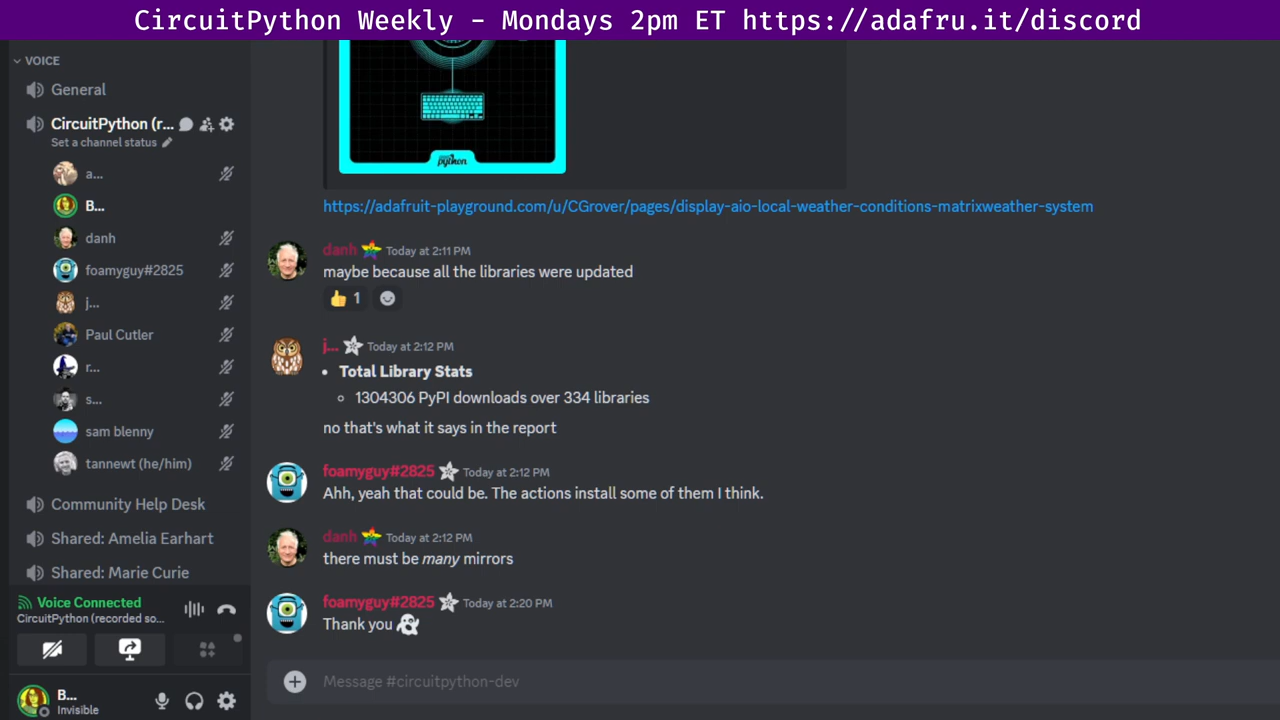 CircuitPython Weekly - Mondays 2pm ET https://adafru.it/discord
VOICE
General
CircuitPython (r...
Set a channel status
a...
B...
danh
foamyguy#2825
j...
Paul Cutler
r...
s...
sam blenny
tannewt (he/him)
Community Help Desk
Shared: Amelia Earhart
Shared: Marie Curie
Voice Connected
CircuitPython (recorded so...
B...
Invisible
python
https://adafruit-playground.com/u/CGrover/pages/display-aio-local-weather-conditions-matrixweather-system
danh Today at 2:11 PM
maybe because all the libraries were updated
1
j... Today at 2:12 PM
• Total Library Stats
○ 1304306 PyPI downloads over 334 libraries
no that's what it says in the report
foamyguy#2825 Today at 2:12 PM
Ahh, yeah that could be. The actions install some of them I think.
danh Today at 2:12 PM
there must be many mirrors
foamyguy#2825 Today at 2:20 PM
Thank you
Message #circuitpython-dev